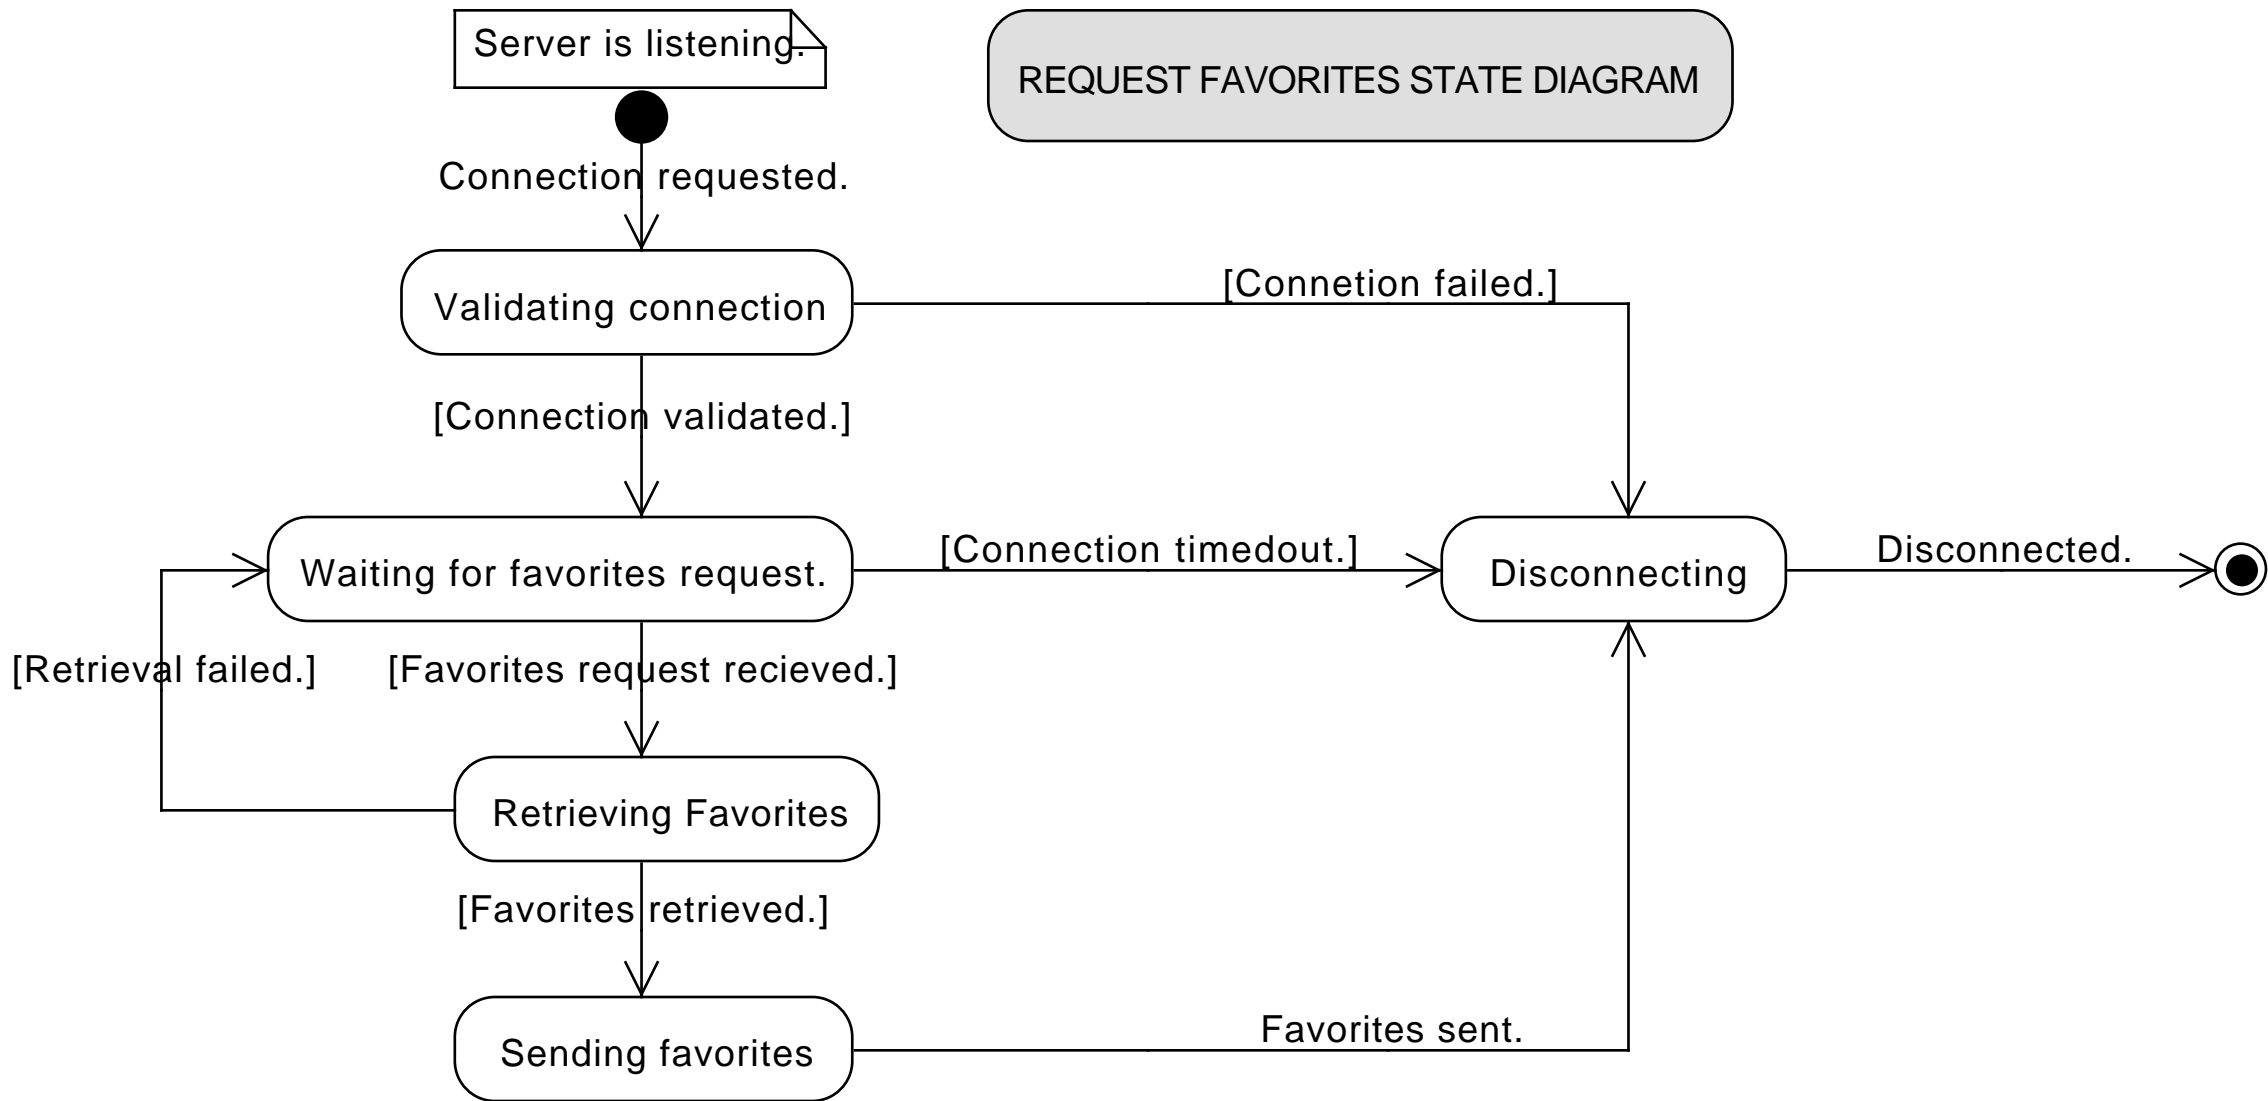 Server is listening.
REQUEST FAVORITES STATE DIAGRAM
Connection requested.
Validating connection
[Connetion failed.]
[Connection validated.]
Waiting for favorites request.
[Connection timedout.]
Disconnecting
Disconnected.
[Retrieval failed.]
[Favorites request recieved.]
Retrieving Favorites
[Favorites retrieved.]
Sending favorites
Favorites sent.